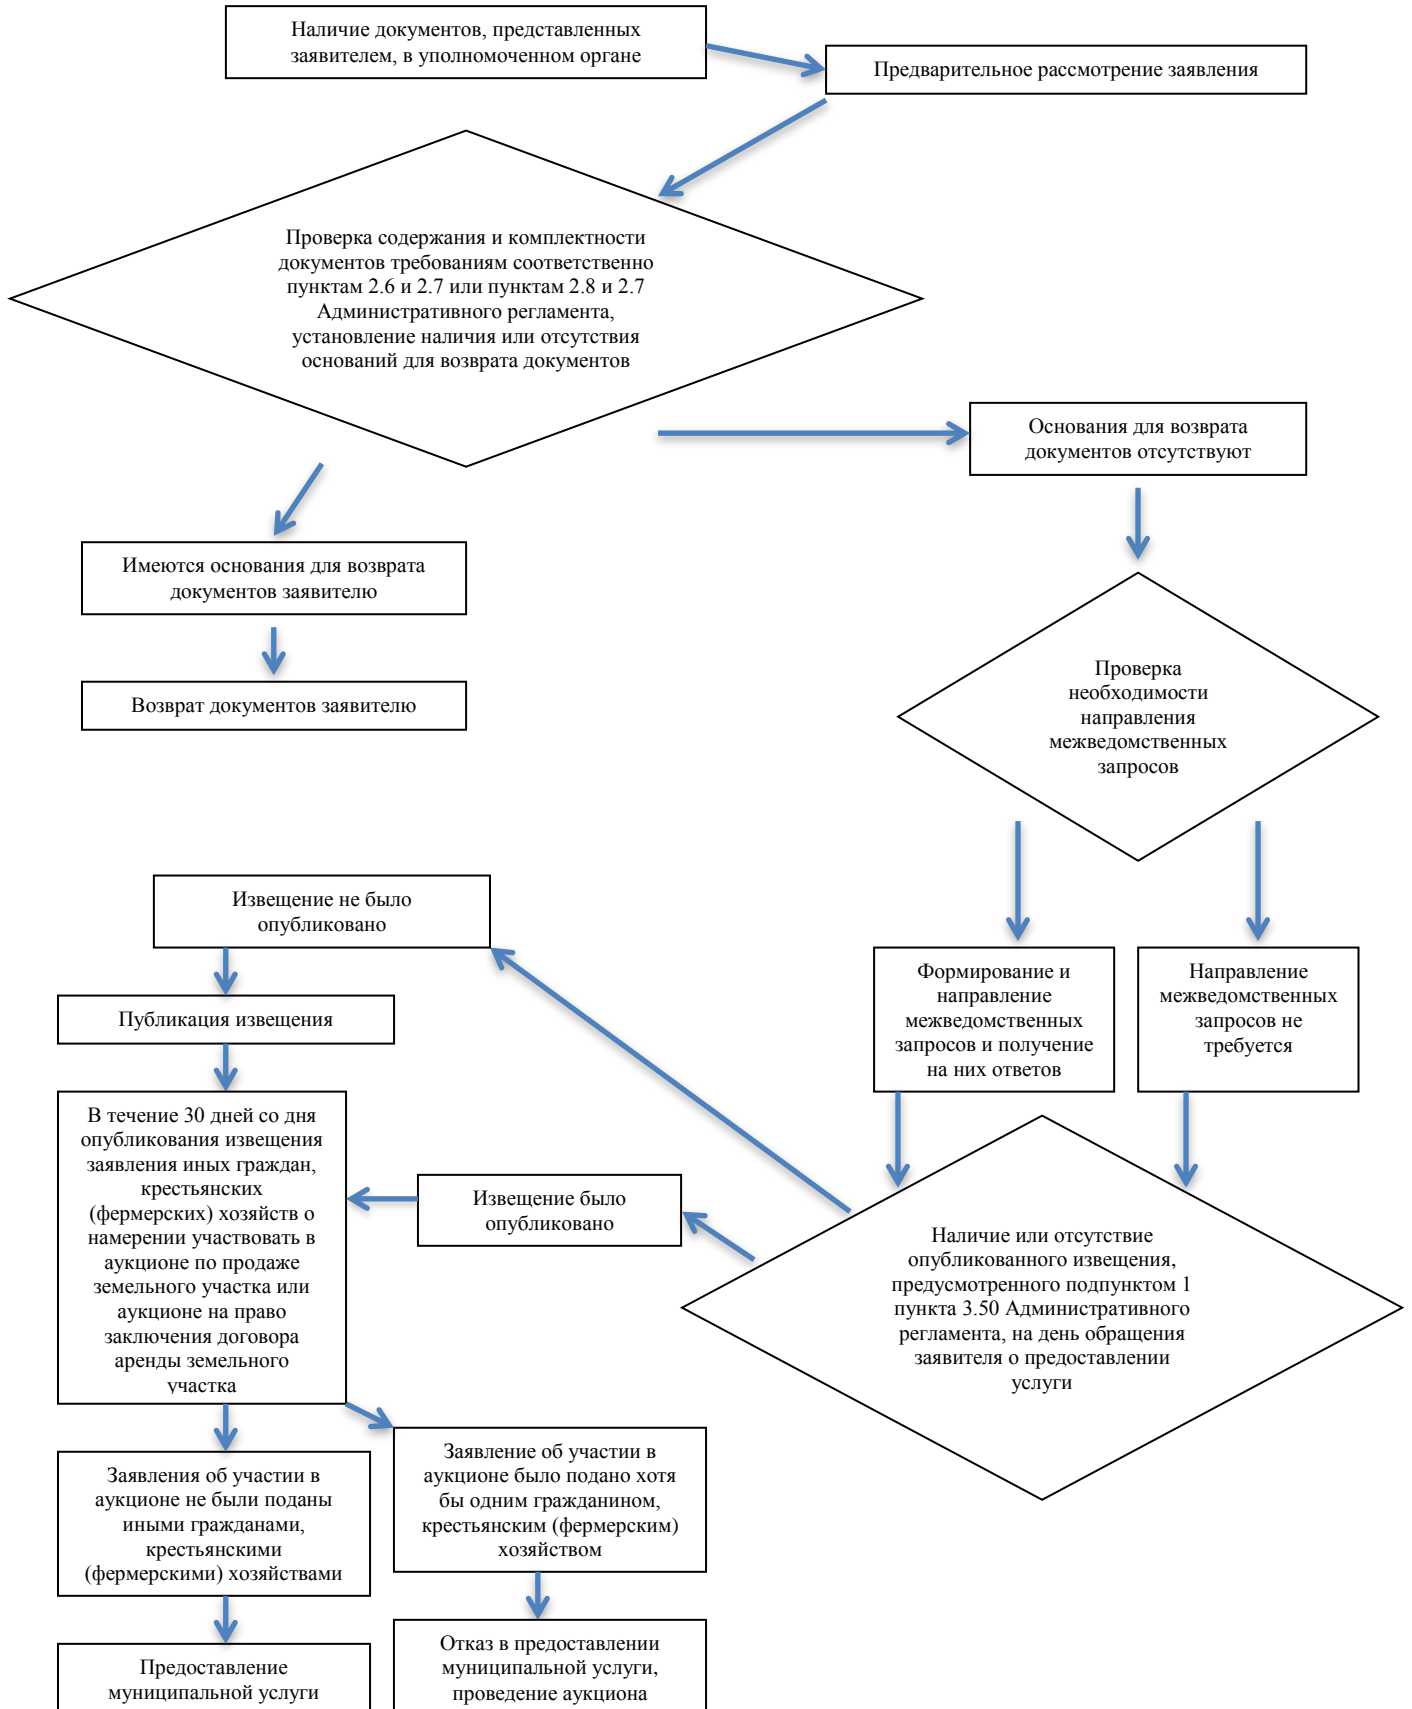 Наличие документов, представленных
заявителем, в уполномоченном органе
Предварительное рассмотрение заявления
Проверка содержания и комплектности
документов требованиям соответственно
пунктам 2.6 и 2.7 или пунктам 2.8 и 2.7
Административного регламента,
установление наличия или отсутствия
оснований для возврата документов
Основания для возврата
документов отсутствуют
Имеются основания для возврата
документов заявителю
Возврат документов заявителю
Проверка
необходимости
направления
межведомственных
запросов
Извещение не было
опубликовано
Публикация извещения
Формирование и
направление
межведомственных
запросов и получение
на них ответов
Направление
межведомственных
запросов не
требуется
В течение 30 дней со дня
опубликования извещения
заявления иных граждан,
крестьянских
(фермерских) хозяйств о
намерении участвовать в
аукционе по продаже
земельного участка или
аукционе на право
заключения договора
аренды земельного
участка
Извещение было
опубликовано
Наличие или отсутствие
опубликованного извещения,
предусмотренного подпунктом 1
пункта 3.50 Административного
регламента, на день обращения
заявителя о предоставлении
услуги
Заявления об участии в
аукционе не были поданы
иными гражданами,
крестьянскими
(фермерскими) хозяйствами
Заявление об участии в
аукционе было подано хотя
бы одним гражданином,
крестьянским (фермерским)
хозяйством
Предоставление
муниципальной услуги
Отказ в предоставлении
муниципальной услуги,
проведение аукциона